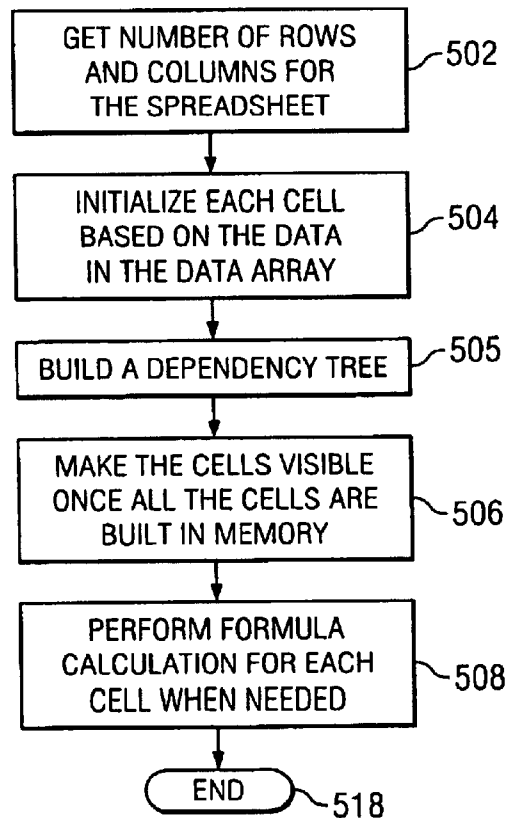 GET NUMBER OF ROWS
AND COLUMNS FOR
THE SPREADSHEET
502
INITIALIZE EACH CELL
BASED ON THE DATA
IN THE DATA ARRAY
504
BUILD A DEPENDENCY TREE
505
MAKE THE CELLS VISIBLE
ONCE ALL THE CELLS ARE
BUILT IN MEMORY
506
PERFORM FORMULA
CALCULATION FOR EACH
CELL WHEN NEEDED
508
END
518